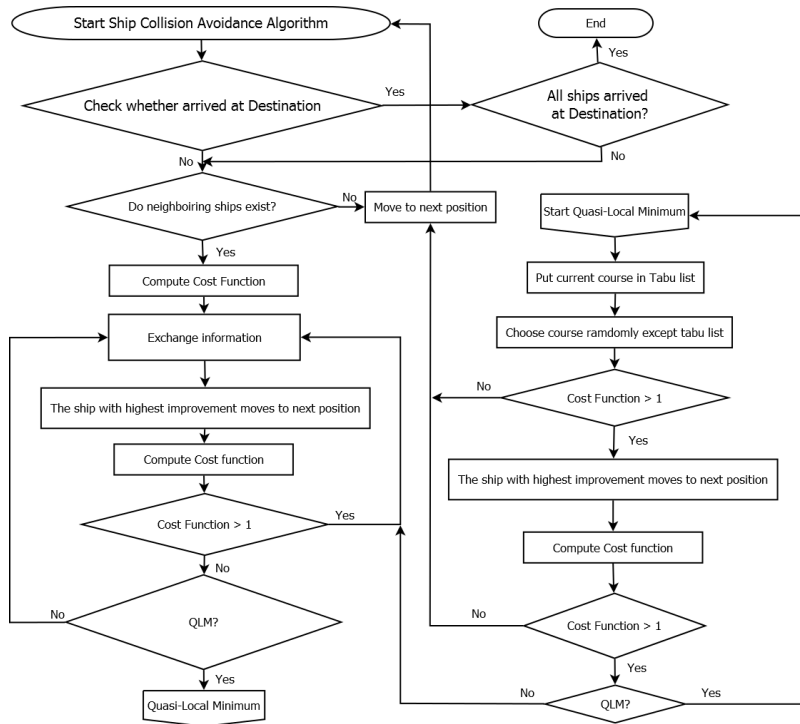 Start Ship Collision Avoidance Algorithm
End
Yes
Check whether arrived at Destination
Yes
All ships arrived
at Destination?
No
No
Do neighboiring ships exist?
No
Move to next position
Start Quasi-Local Minimum
Yes
Put current course in Tabu list
Compute Cost Function
Exchange information
Choose course ramdomly except tabu list
No
Cost Function > 1
The ship with highest improvement moves to next position
Yes
Compute Cost function
The ship with highest improvement moves to next position
Cost Function > 1
Yes
Compute Cost function
No
No
QLM?
No
Cost Function > 1
Yes
Yes
Quasi-Local Minimum
No
QLM?
Yes